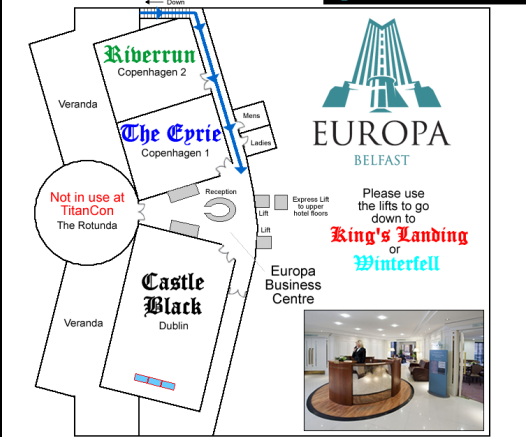 Down
Riverrun
Copenhagen 2
Veranda
Mens
The Eyrie
Copenhagen 1
Ladies
EUROPA
BELFAST
Not in use at
TitanCon
The Rotunda
Reception
Lift
Express Lift
to upper
hotel floors
Lift
Please use
the lifts to go
down to
King's Landing
or
Winterfell
Europa
Business
Centre
Castle
Black
Dublin
Veranda